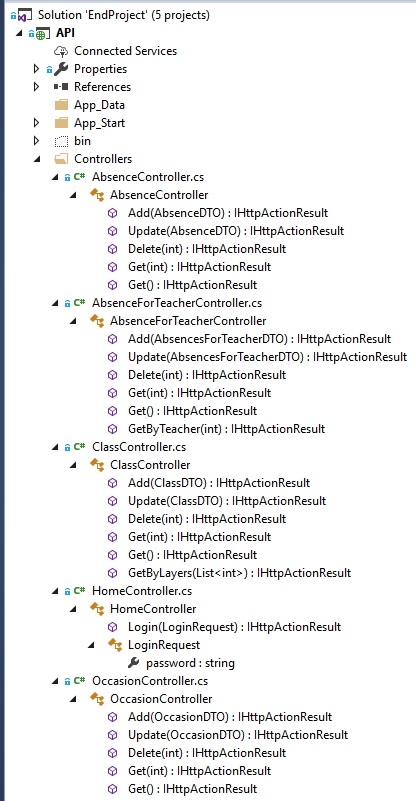 Solution 'EndProject' (5 projects)
API
Connected Services
Properties
References
App_Data
App_Start
bin
Controllers
C# AbsenceController.cs
AbsenceController
Add(AbsenceDTO) : IHttpActionResult
Update(AbsenceDTO) : IHttpActionResult
Delete(int) : IHttpActionResult
Get(int) : IHttpActionResult
Get() : IHttpActionResult
C# AbsenceForTeacherController.cs
AbsenceForTeacherController
Add(AbsencesForTeacherDTO) : IHttpActionResult
Update(AbsencesForTeacherDTO) : IHttpActionResult
Delete(int) : IHttpActionResult
Get(int) : IHttpActionResult
Get() : IHttpActionResult
GetByTeacher(int) : IHttpActionResult
C# ClassController.cs
ClassController
Add(ClassDTO) : IHttpActionResult
Update(ClassDTO) : IHttpActionResult
Delete(int) : IHttpActionResult
Get(int) : IHttpActionResult
Get() : IHttpActionResult
GetByLayers(List<int>) : IHttpActionResult
C# HomeController.cs
HomeController
Login(LoginRequest) : IHttpActionResult
LoginRequest
password : string
C# OccasionController.cs
OccasionController
Add(OccasionDTO) : IHttpActionResult
Update(OccasionDTO) : IHttpActionResult
Delete(int) : IHttpActionResult
Get(int) : IHttpActionResult
Get() : IHttpActionResult